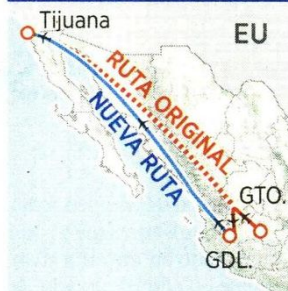 Tijuana
EU
RUTA ORIGINAL
NUEVA RUTA
GTO.
GDL.